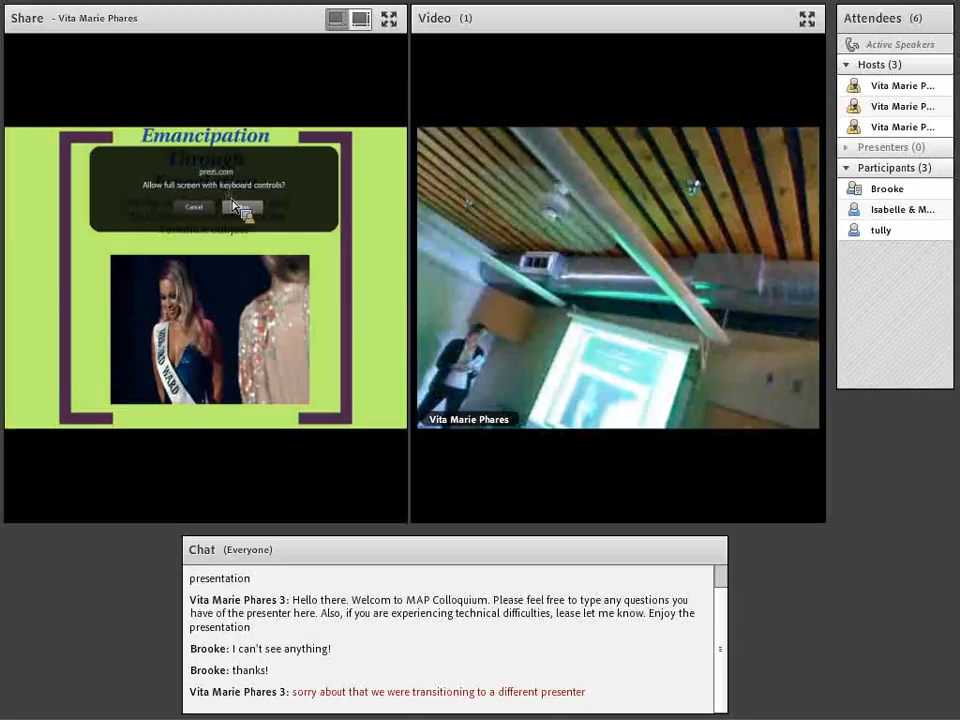 Share - Vita Marie Phares
Video (1)
Attendees (6)
Active Speakers
Hosts (3)
Vita Marie P...
Vita Marie P...
Vita Marie P...
Presenters (0)
Participants (3)
Brooke
Isabelle & M...
tully
Emancipation
Through
prezi.com
Allow full screen with keyboard controls?
Cancel
WARD
Vita Marie Phares
Chat (Everyone)
presentation
Vita Marie Phares 3: Hello there. Welcom to MAP Colloquium. Please feel free to type any questions you
have of the presenter here. Also, if you are experiencing technical difficulties, lease let me know. Enjoy the
presentation
Brooke: I can't see anything!
Brooke: thanks!
Vita Marie Phares 3: sorry about that we were transitioning to a different presenter